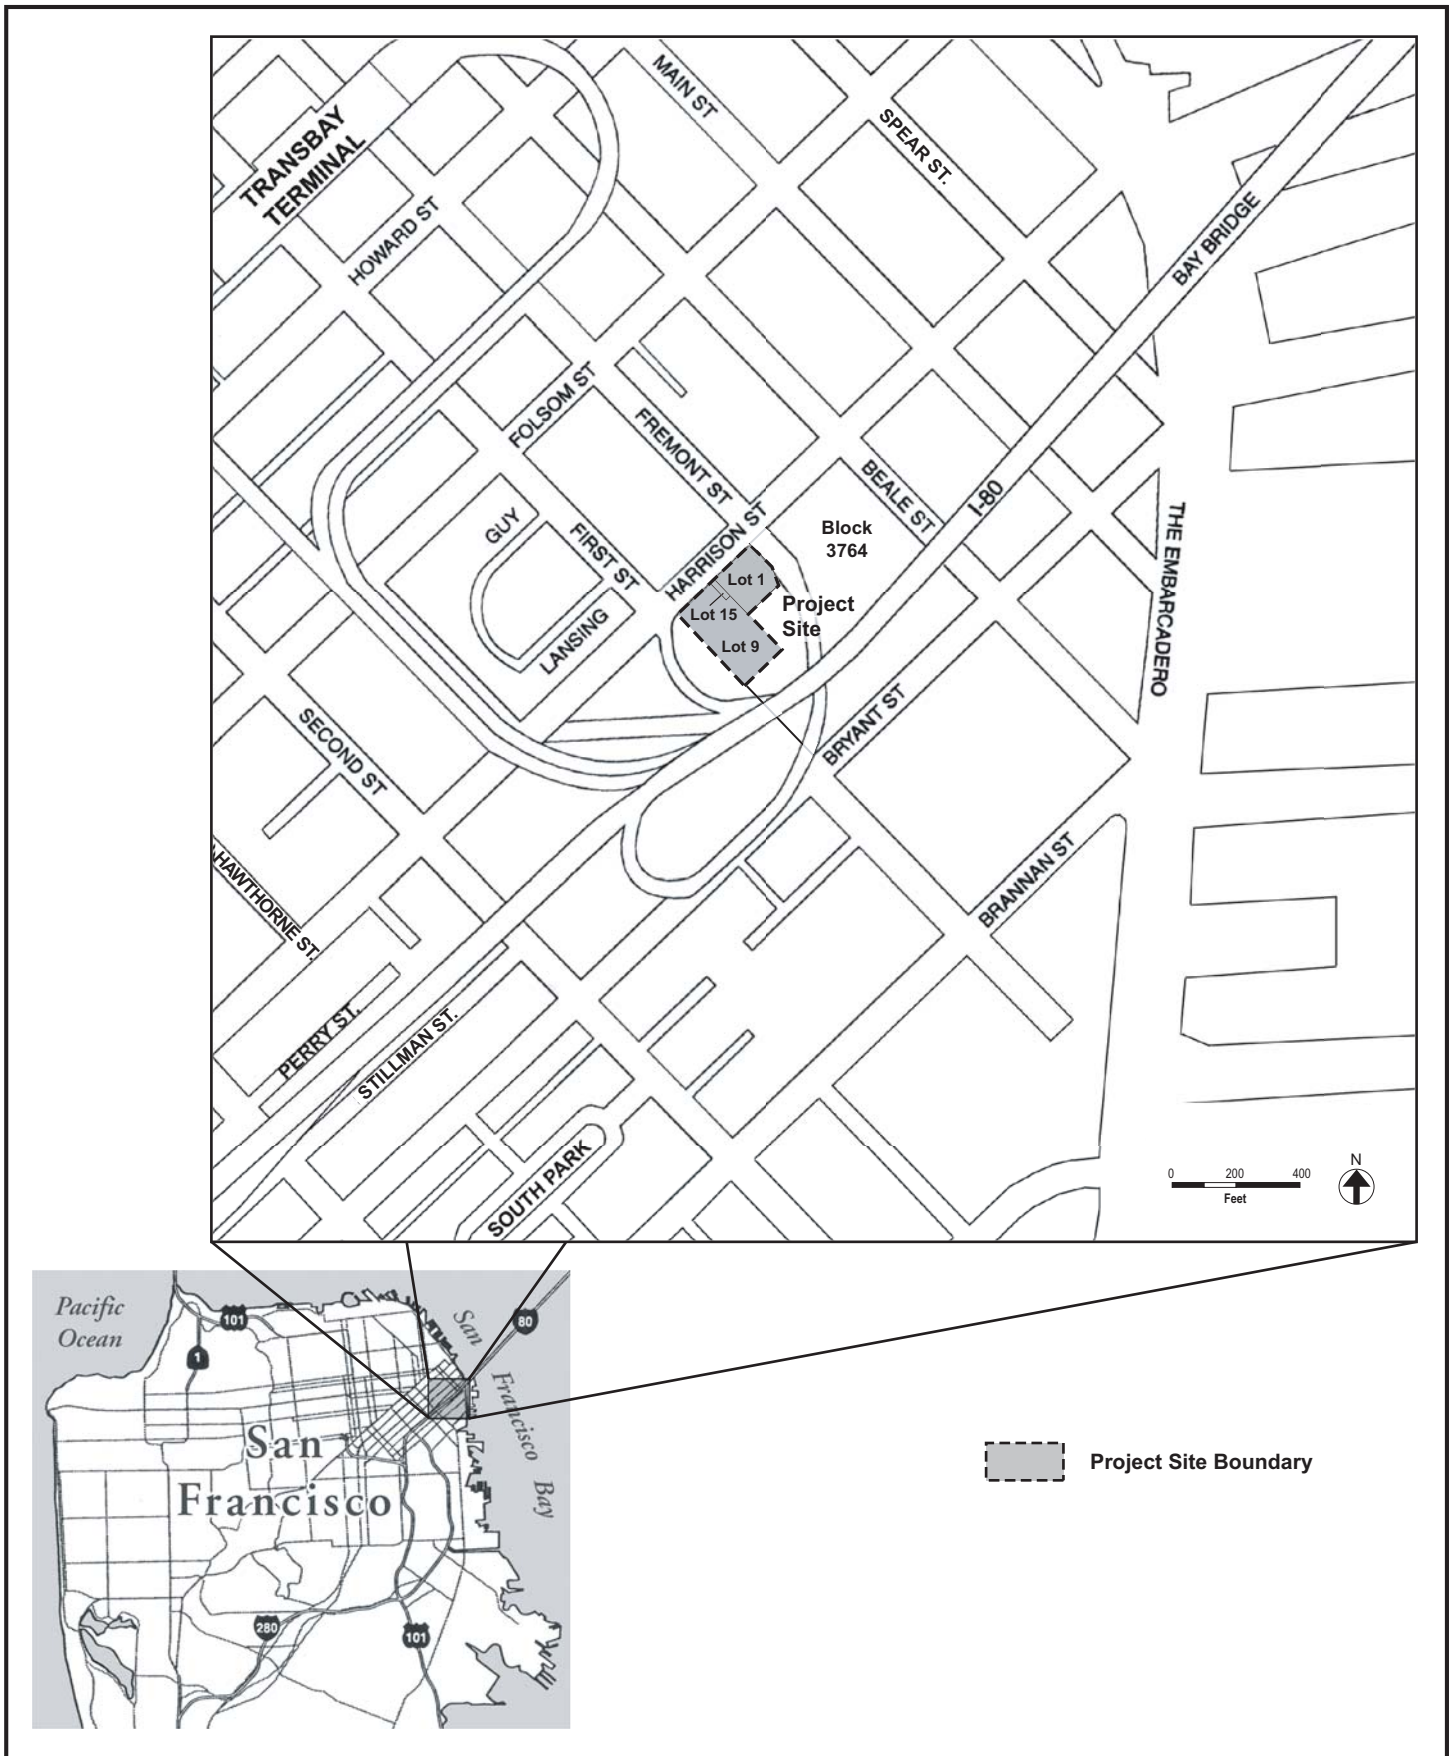 MAIN ST
SPEAR ST.
TRANSBAY
TERMINAL
HOWARD ST
BAY BRIDGE
FOLSOM ST
FREMONT ST
BEALE ST
I-80
GUY
FIRST ST
HARRISON ST
Block
3764
THE EMBARCADERO
Lot 1
Project
Site
Lot 15
Lot 9
LANSING
SECOND ST
BRYANT ST
HAWTHORNE ST.
BRANNAN ST
PERRY ST.
STILLMAN ST.
SOUTH PARK
0 200 400
Feet
N
Pacific
Ocean
101
1
San
Francisco
Bay
80
San
Francisco
280
101
Project Site Boundary